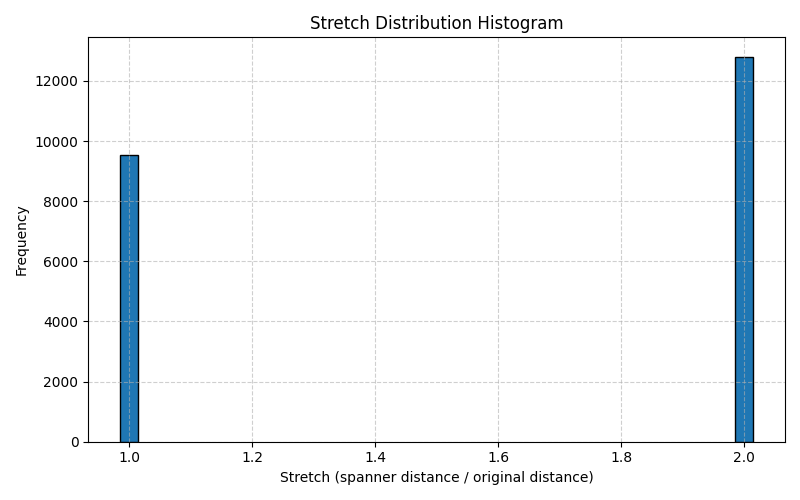 Stretch Distribution Histogram
Frequency
12000
10000
8000
6000
4000
2000
0
1.0 1.2 1.4 1.6 1.8 2.0
Stretch (spanner distance / original distance)